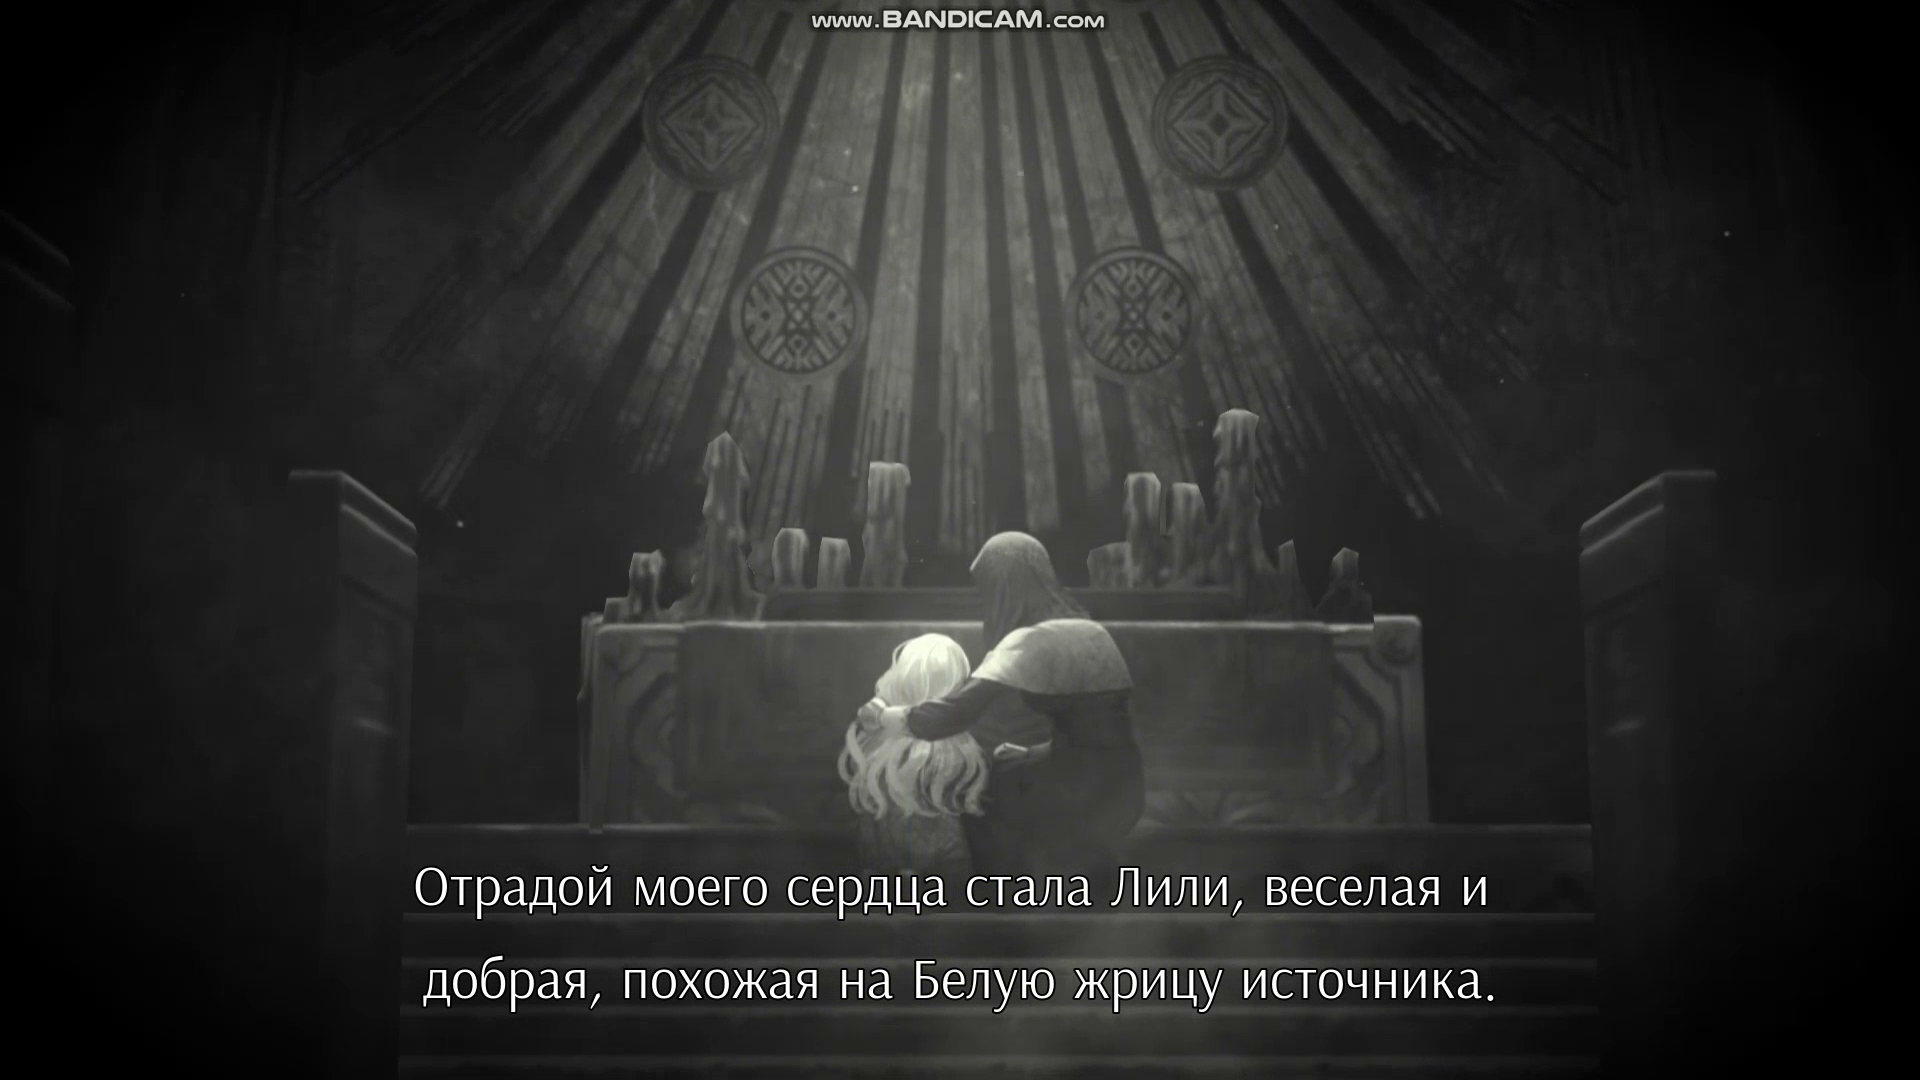 www.BANDICAM.com
Отрадой моего сердца стала Лили, веселая и
добрая, похожая на Белую жрицу источника.